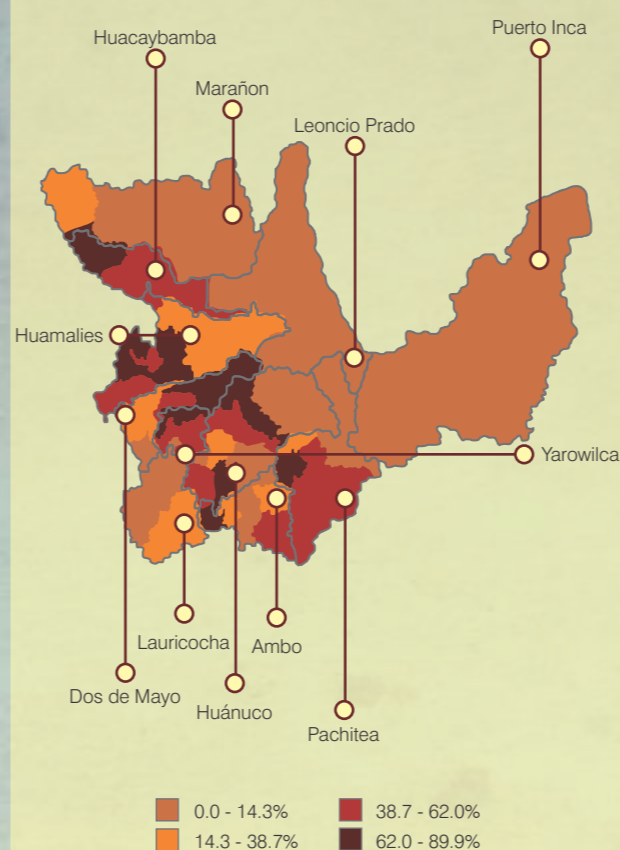 Puerto Inca
Huacaybamba
Marañon
Leoncio Prado
Huamalies
Yarowilca
Lauricocha
Ambo
Dos de Mayo
Huánuco
Pachitea
0.0 - 14.3%
38.7 - 62.0%
14.3 - 38.7%
62.0 - 89.9%